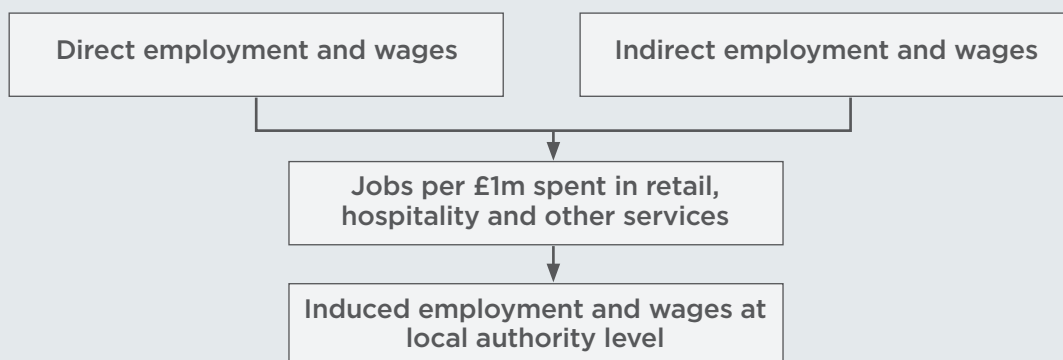 Direct employment and wages
Indirect employment and wages
Jobs per £1m spent in retail,
hospitality and other services
Induced employment and wages at
local authority level